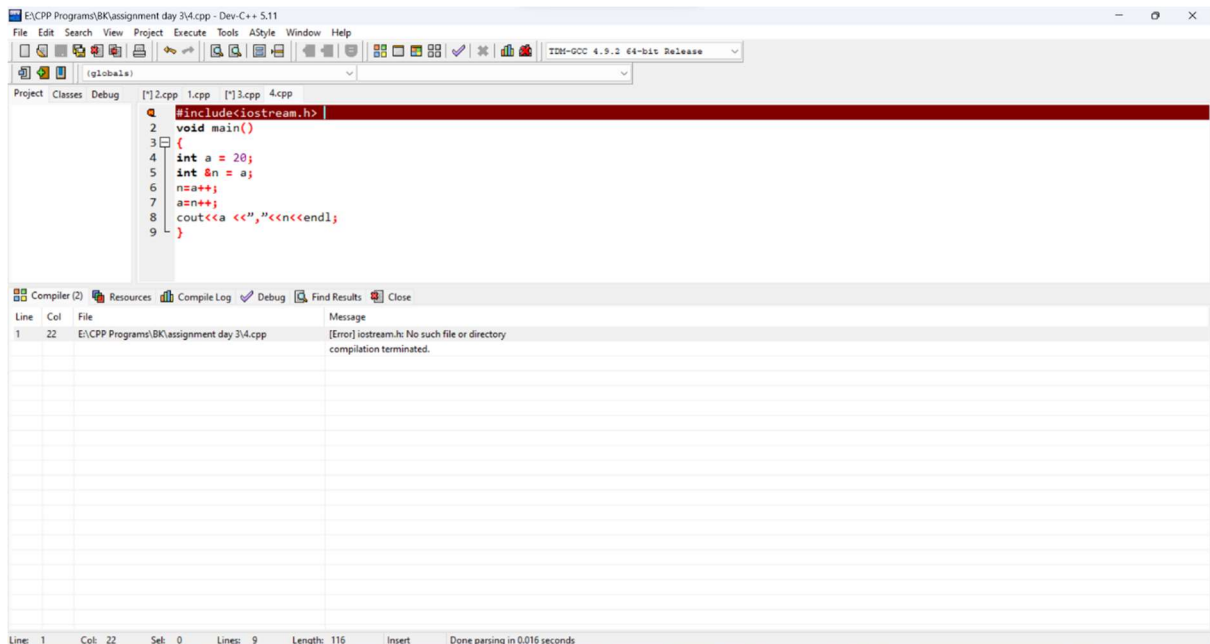 E:\CPP Programs\BK\assignment day 3\4.cpp - Dev-C++ 5.11
File Edit Search View Project Execute Tools AStyle Window Help
TDM-GCC 4.9.2 64-bit Release
(globals)
Project Classes Debug [*] 2.cpp 1.cpp [*] 3.cpp 4.cpp
#include<iostream.h>
2 void main()
3 {
4 int a = 20;
5 int &n = a;
6 n=a++;
7 a=n++;
8 cout<<a <<”,”<<n<<endl;
9 }
Compiler (2) Resources Compile Log Debug Find Results Close
Line Col File Message
1 22 E:\CPP Programs\BK\assignment day 3\4.cpp [Error] iostream.h: No such file or directory
compilation terminated.
Line: 1 Col: 22 Sel: 0 Lines: 9 Length: 116 Insert Done parsing in 0.016 seconds